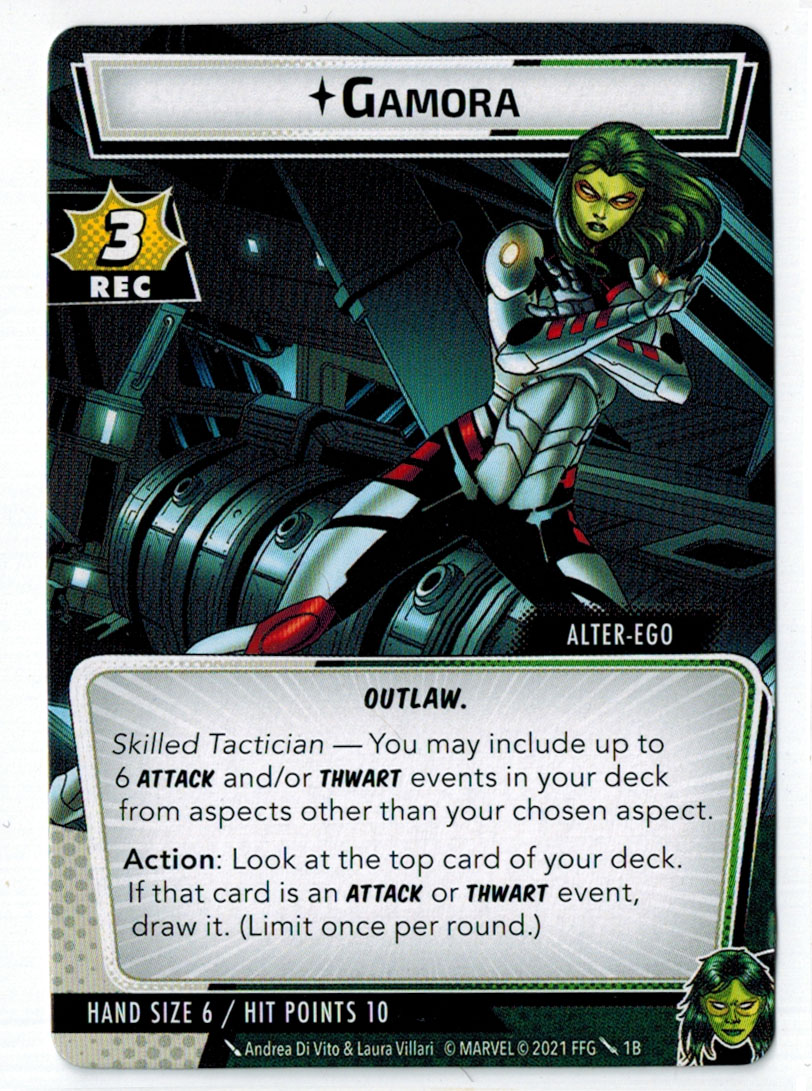 GAMORA
3
REC
ALTER-EGO
OUTLAW.
Skilled Tactician — You may include up to
6 ATTACK and/or THWART events in your deck
from aspects other than your chosen aspect.
Action: Look at the top card of your deck.
If that card is an ATTACK or THWART event,
draw it. (Limit once per round.)
HAND SIZE 6 / HIT POINTS 10
Andrea Di Vito & Laura Villari © MARVEL © 2021 FFG 1B